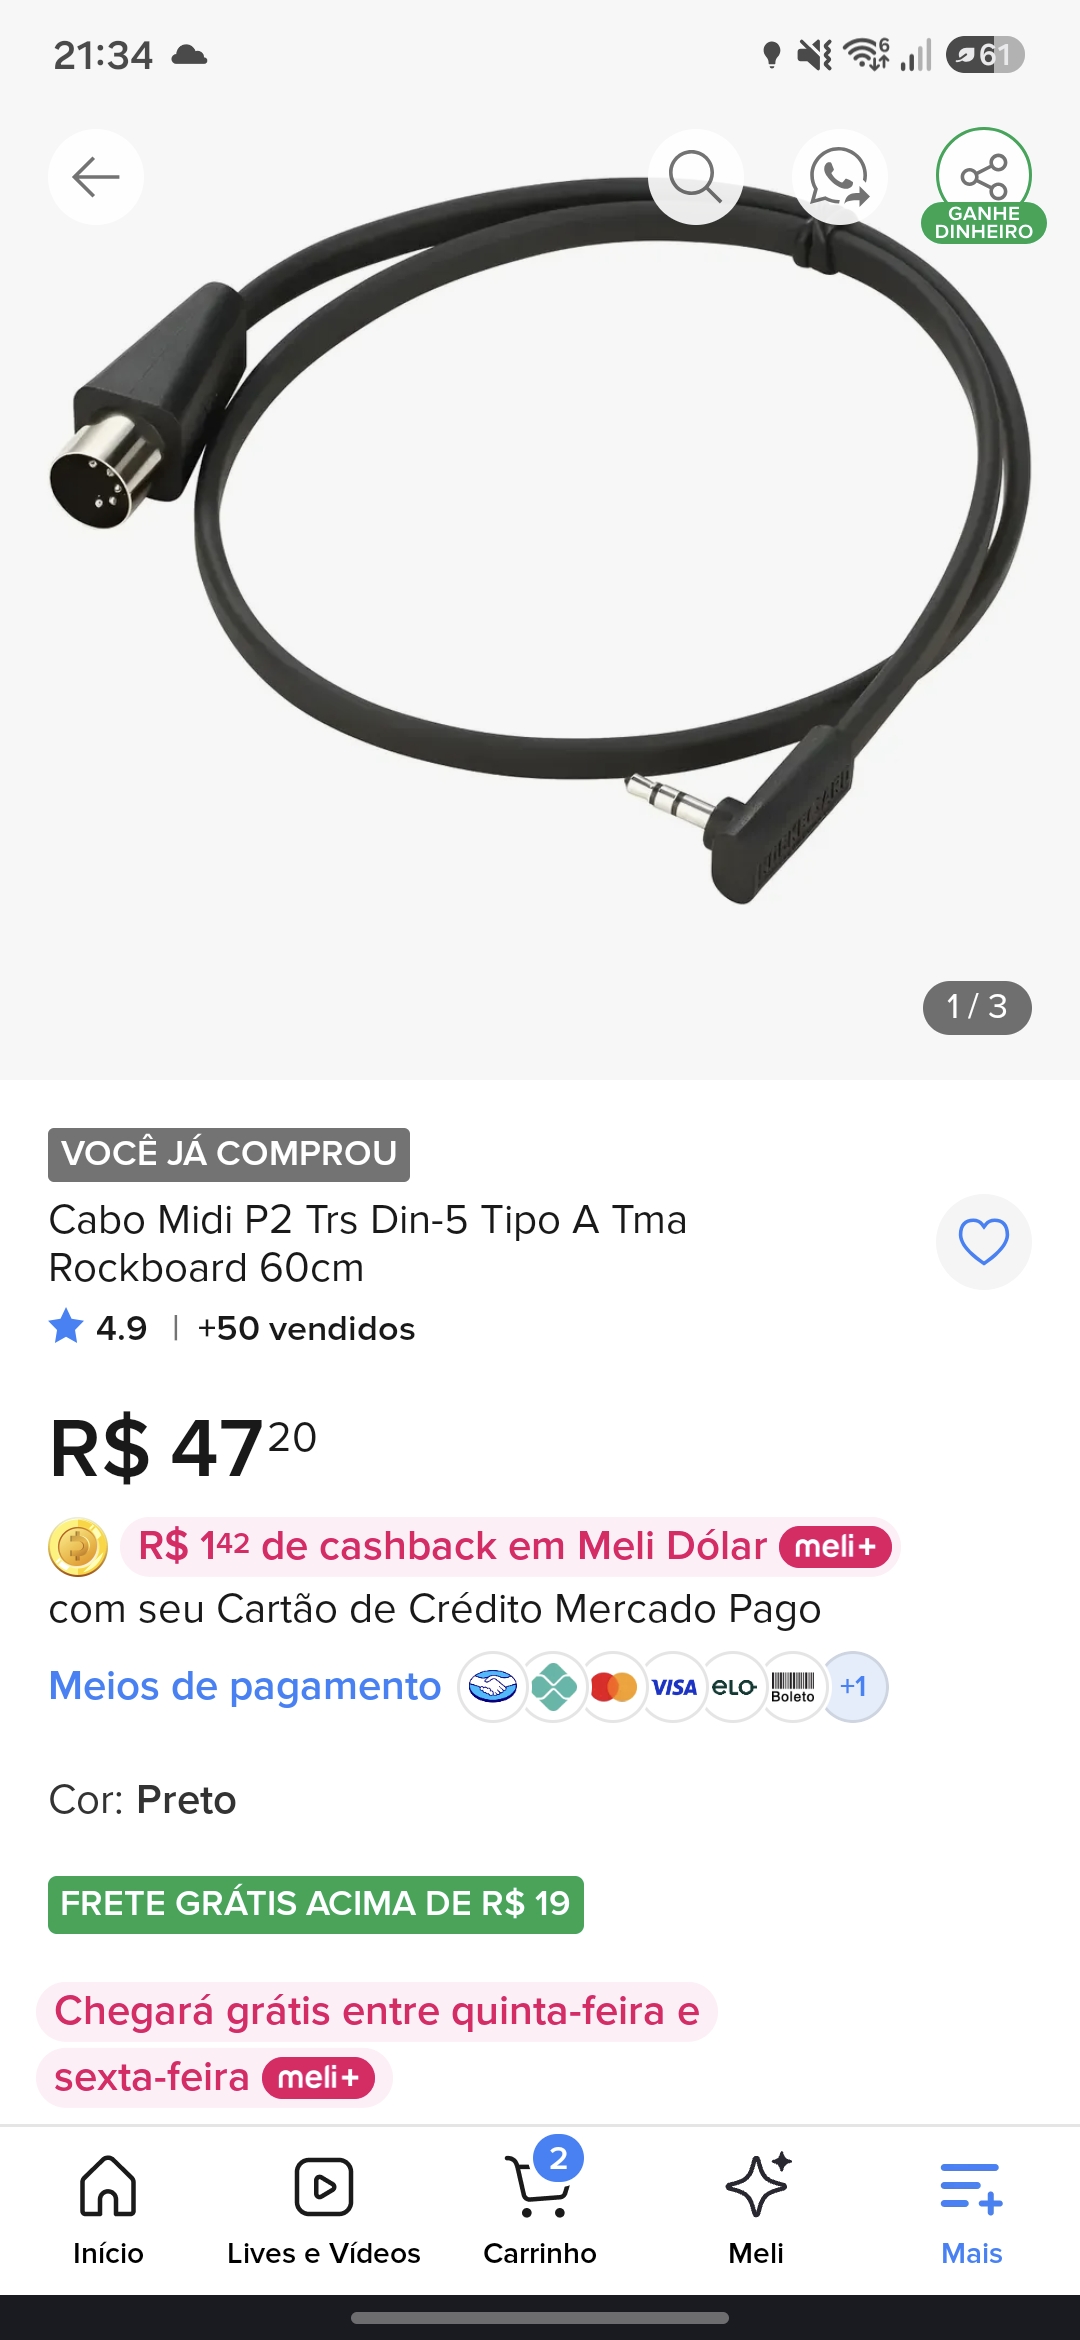 21:34
6
61
GANHE
DINHEIRO
1 / 3
VOCÊ JÁ COMPROU
Cabo Midi P2 Trs Din-5 Tipo A Tma
Rockboard 60cm
4.9 | +50 vendidos
R$ 47 20
R$ 1 42 de cashback em Meli Dólar meli+
com seu Cartão de Crédito Mercado Pago
Meios de pagamento VISA elo Boleto +1
Cor: Preto
FRETE GRÁTIS ACIMA DE R$ 19
Chegará grátis entre quinta-feira e
sexta-feira meli+
2
Início Lives e Vídeos Carrinho Meli Mais